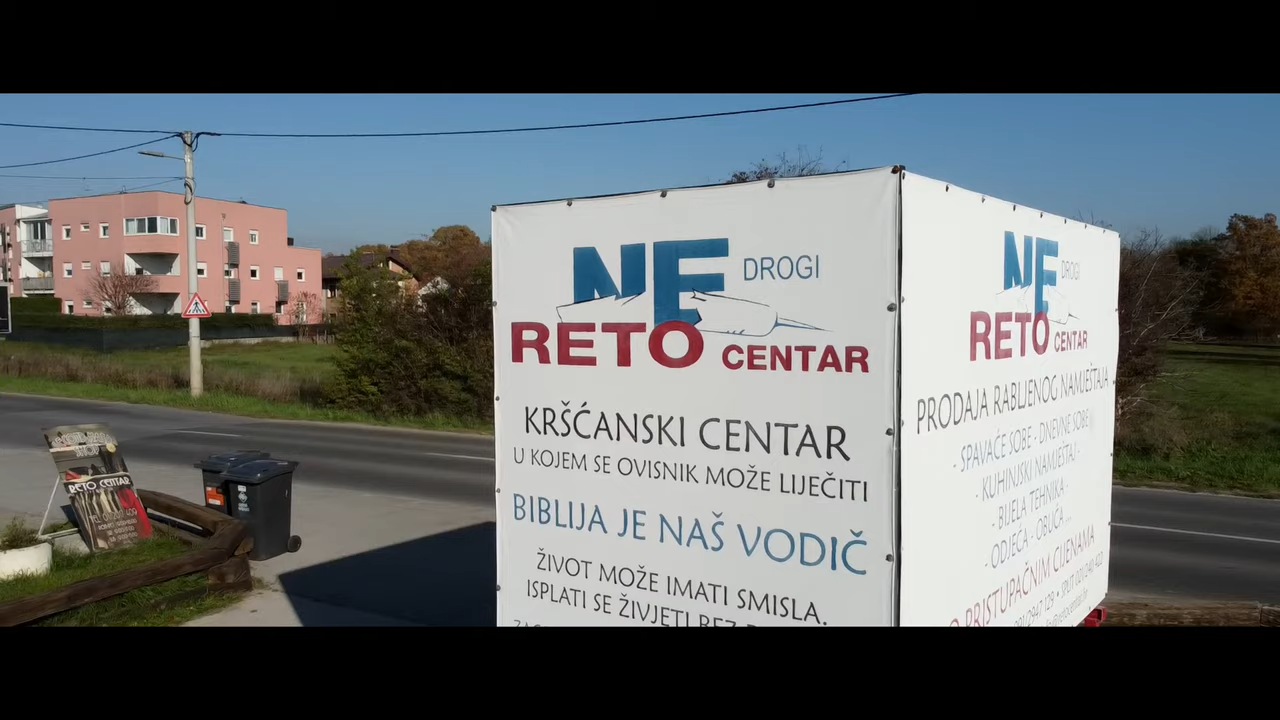 NE DROGI
RETO CENTAR
KRŠĆANSKI CENTAR
U KOJEM SE OVISNIK MOŽE LIJEČITI
BIBLIJA JE NAŠ VODIČ
ŽIVOT MOŽE IMATI SMISLA.
ISPLATI SE ŽIVJETI BEZ
NE DROGI
RETO CENTAR
PRODAJA RABLJENOG NAMJEŠTAJA
- SPAVAĆE SOBE - DNEVNE SOBE
- KUHINJSKI NAMJEŠTAJ -
- BIJELA TEHNIKA -
- ODJEĆA - OBUĆA
PRISTUPAČNIM CIJENAMA
SPLIT
RETO CENTAR